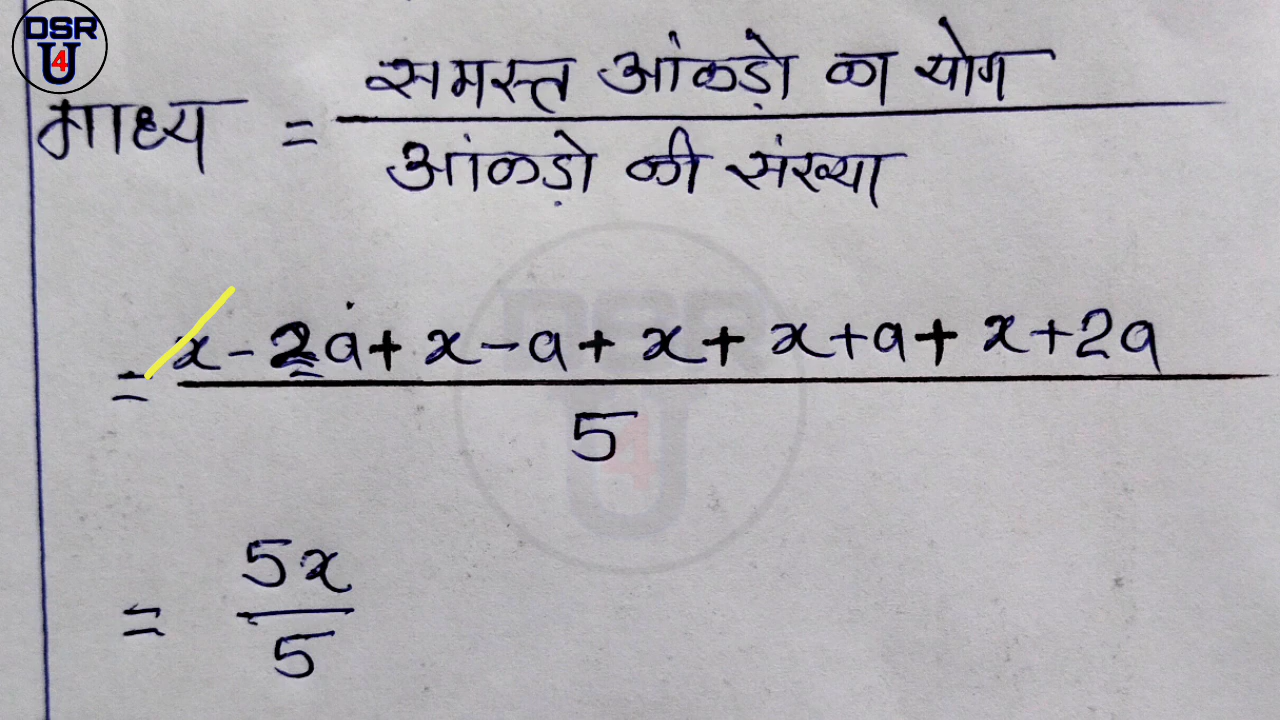 DSR
U
4
समस्त आंकड़ो का योग
माध्य =
आंकड़ो की संख्या
= x - 2a + x - a + x + x + a + x + 2a
5
5x
=
5